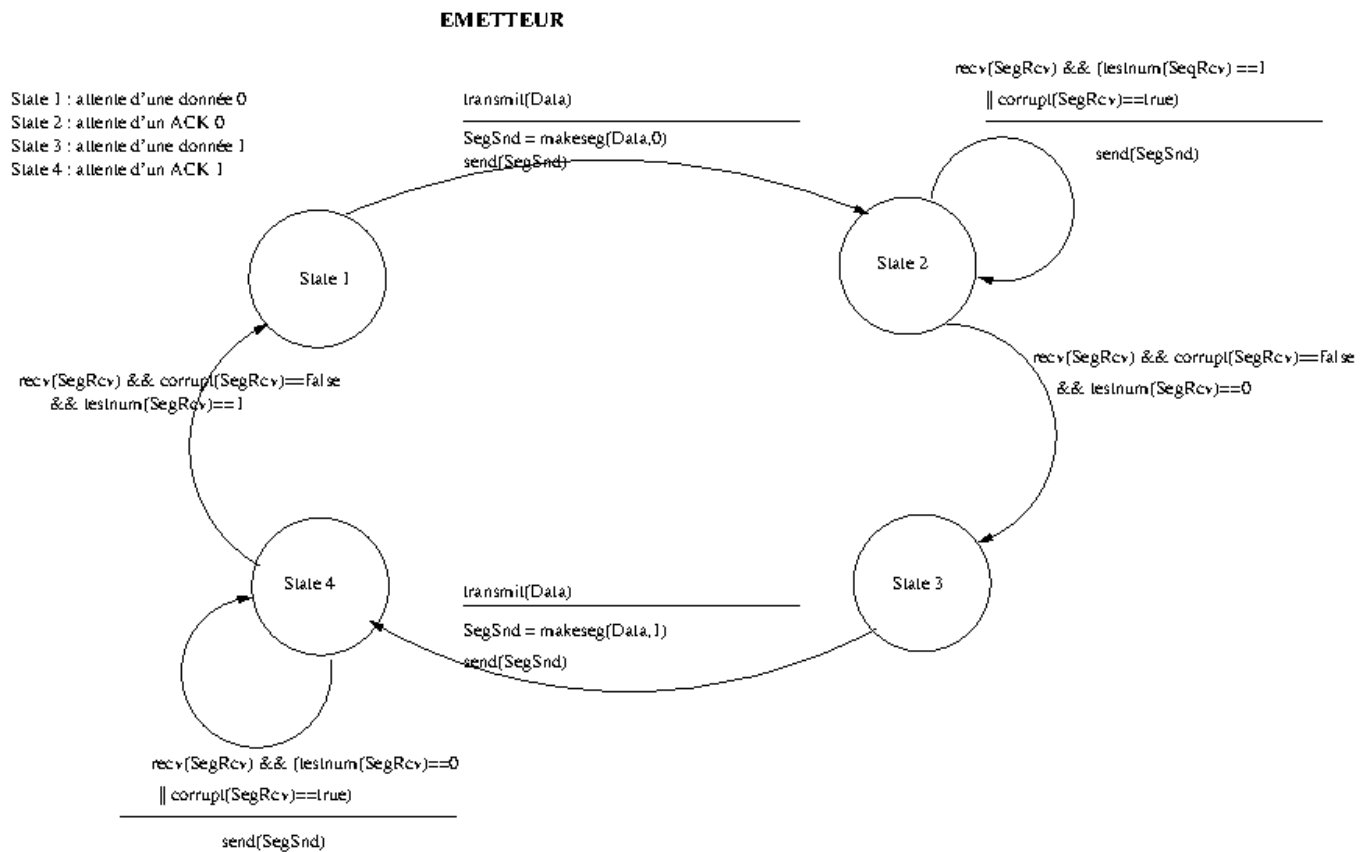 EMETTEUR
State 1 : attente d'une donnée 0
State 2 : attente d'un ACK 0
State 3 : attente d'une donnée 1
State 4 : attente d'un ACK 1
transmit(Data)
SegSnd = makeseg(Data,0)
send(SegSnd)
recv(SegRcv) && (testnum(SeqRcv) ==1
|| corrupt(SegRcv)==true)
send(SegSnd)
State 1
State 2
recv(SegRcv) && corrupt(SegRcv)==False
&& testnum(SegRcv)==1
recv(SegRcv) && corrupt(SegRcv)==False
&& testnum(SegRcv)==0
State 4
State 3
transmit(Data)
SegSnd = makeseg(Data,1)
send(SegSnd)
recv(SegRcv) && (testnum(SegRcv)==0
|| corrupt(SegRcv)==true)
send(SegSnd)